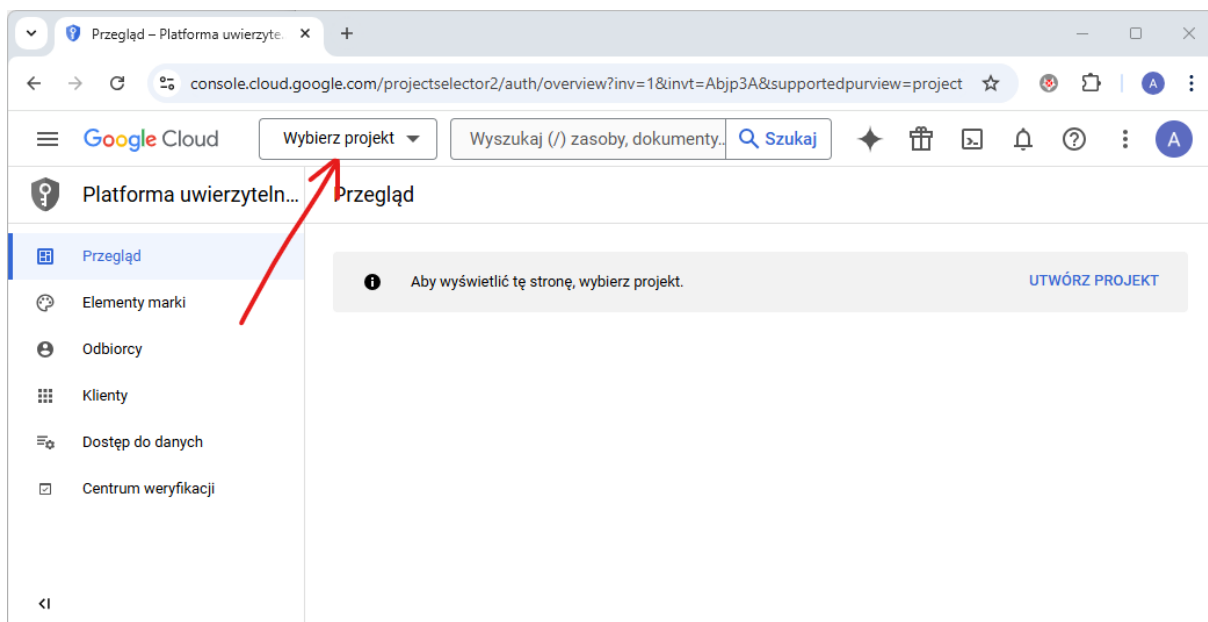 Przegląd – Platforma uwierzyte
console.cloud.google.com/projectselector2/auth/overview?inv=1&invt=Abjp3A&supportedpurview=project
A
Google Cloud
Wybierz projekt
Wyszukaj (/) zasoby, dokumenty..
Szukaj
A
Platforma uwierzyteln...
Przegląd
Przegląd
Aby wyświetlić tę stronę, wybierz projekt.
UTWÓRZ PROJEKT
Elementy marki
Odbiorcy
Klienty
Dostęp do danych
Centrum weryfikacji